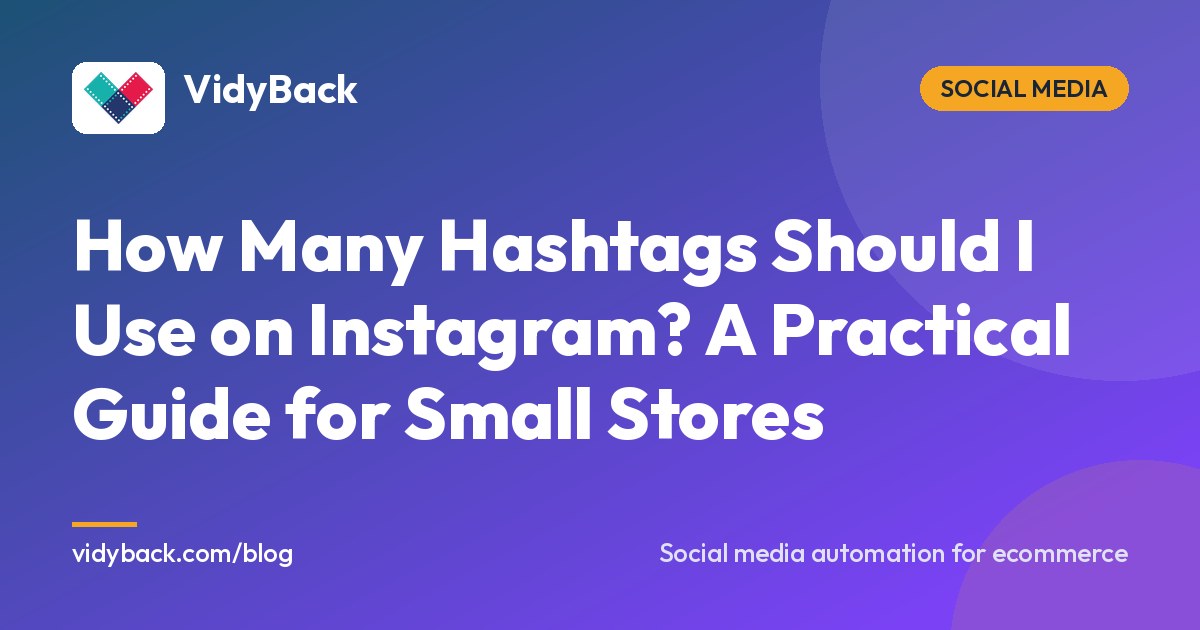 VidyBack
SOCIAL MEDIA
How Many Hashtags Should I
Use on Instagram? A Practical
Guide for Small Stores
vidyback.com/blog
Social media automation for ecommerce